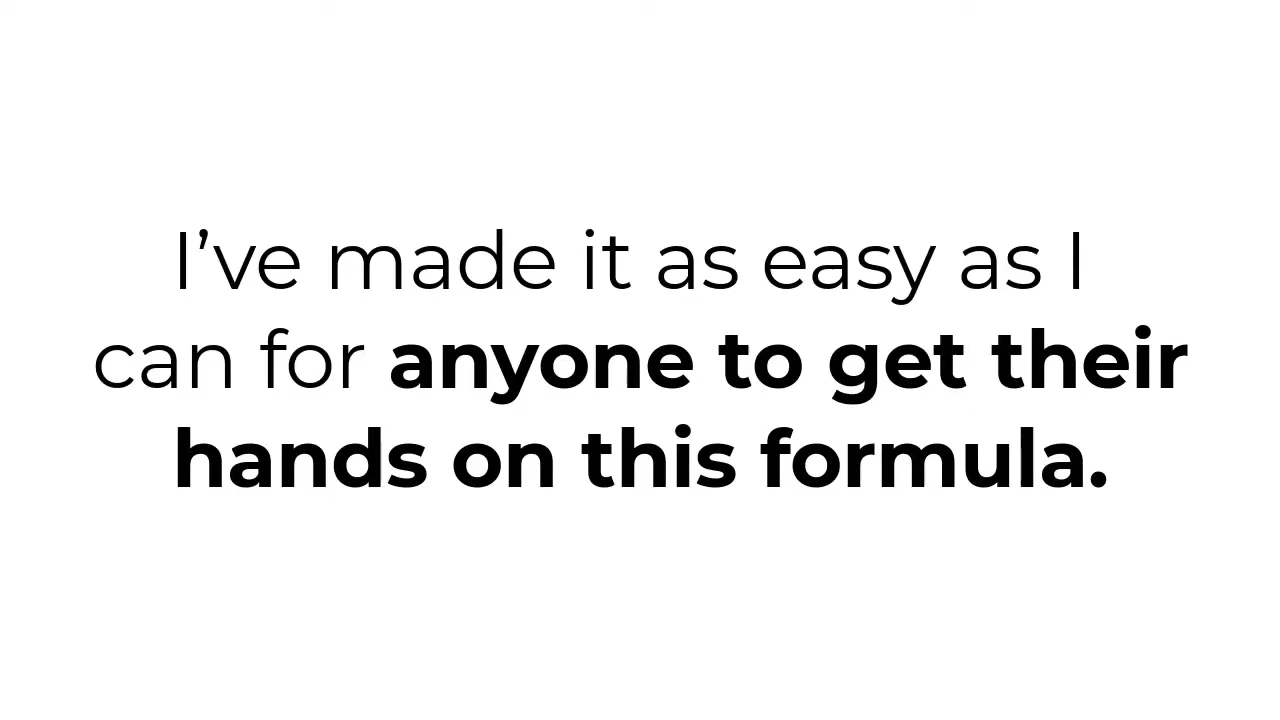 I’ve made it as easy as I
can for anyone to get their
hands on this formula.